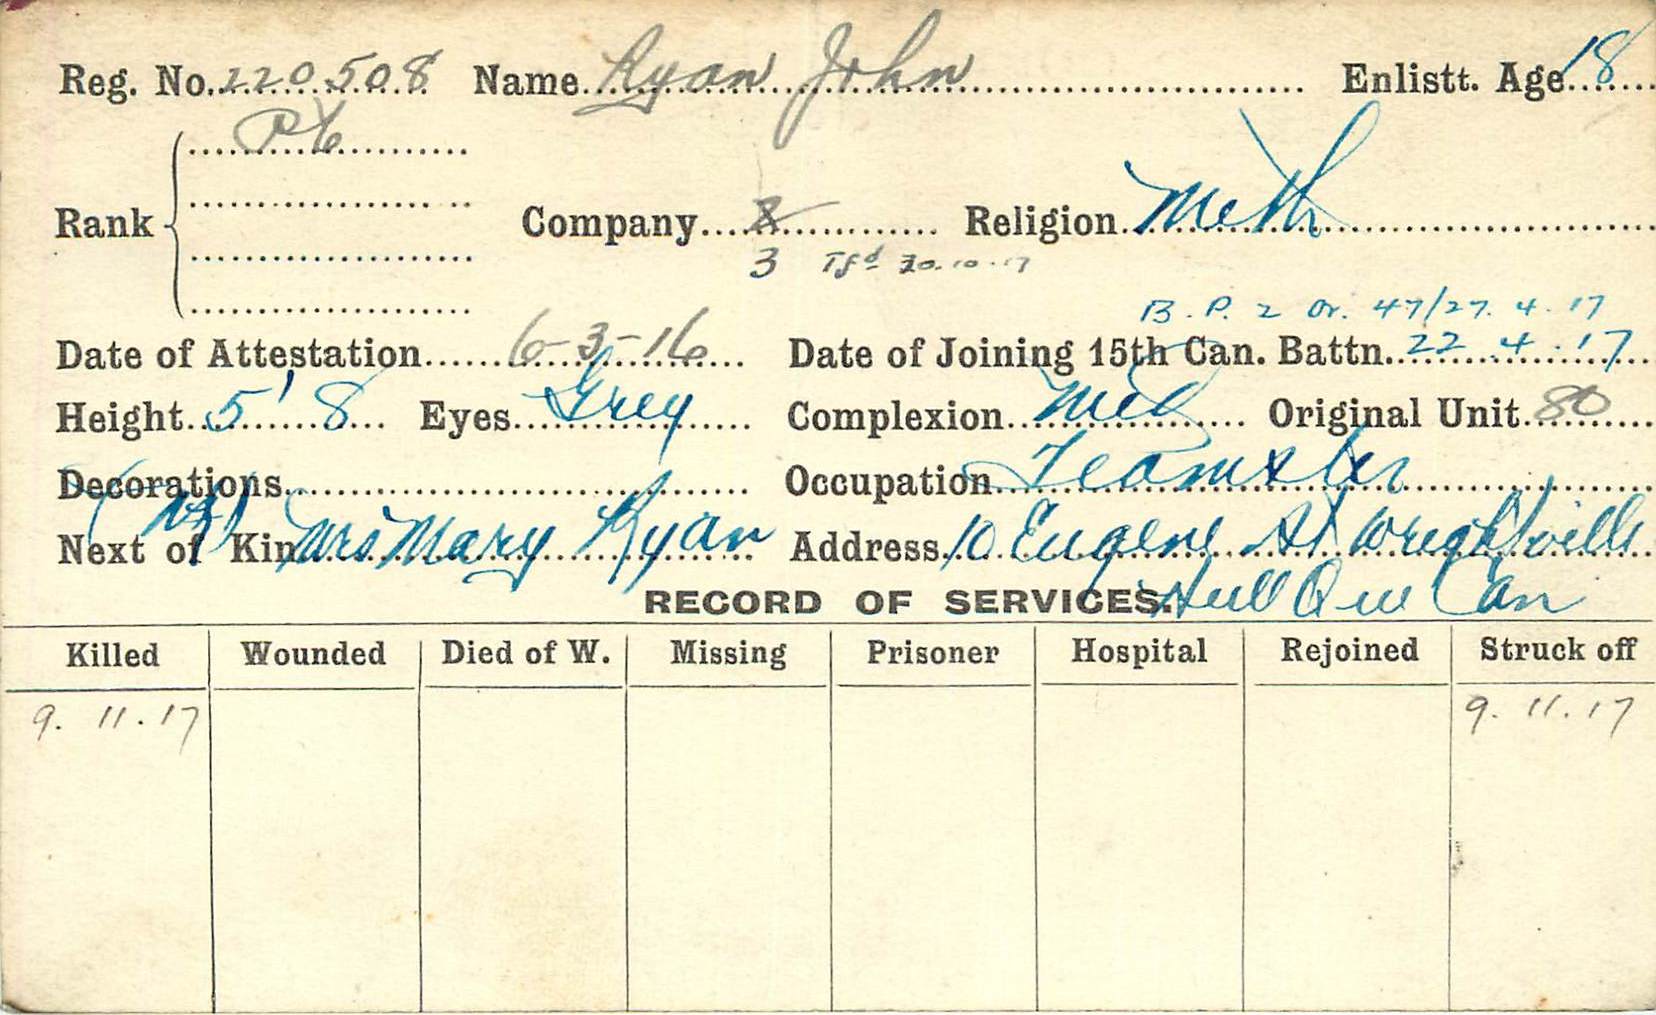 Reg. No. 220508 Name Ryan John Enlistt. Age 18
Pte
Rank Company 8 Religion Meth
3 Tfd 30.10.17
B.P. 2 Or. 47/27.4.17
Date of Attestation 6-3-16 Date of Joining 15th Can. Battn. 22.4.17
Height 5' 8 Eyes Grey Complexion Med Original Unit 80
Decorations Occupation Teamster
Next of Kin Mrs Mary Ryan Address 10 Eugene St Wrightville
RECORD OF SERVICES. Hull Que Can
Killed Wounded Died of W. Missing Prisoner Hospital Rejoined Struck off
9. 11. 17 9. 11. 17